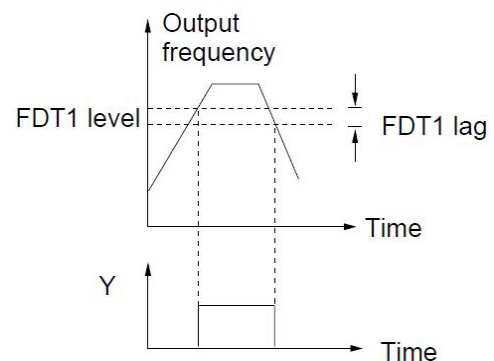 Output
frequency
FDT1 level
FDT1 lag
Time
Y
Time